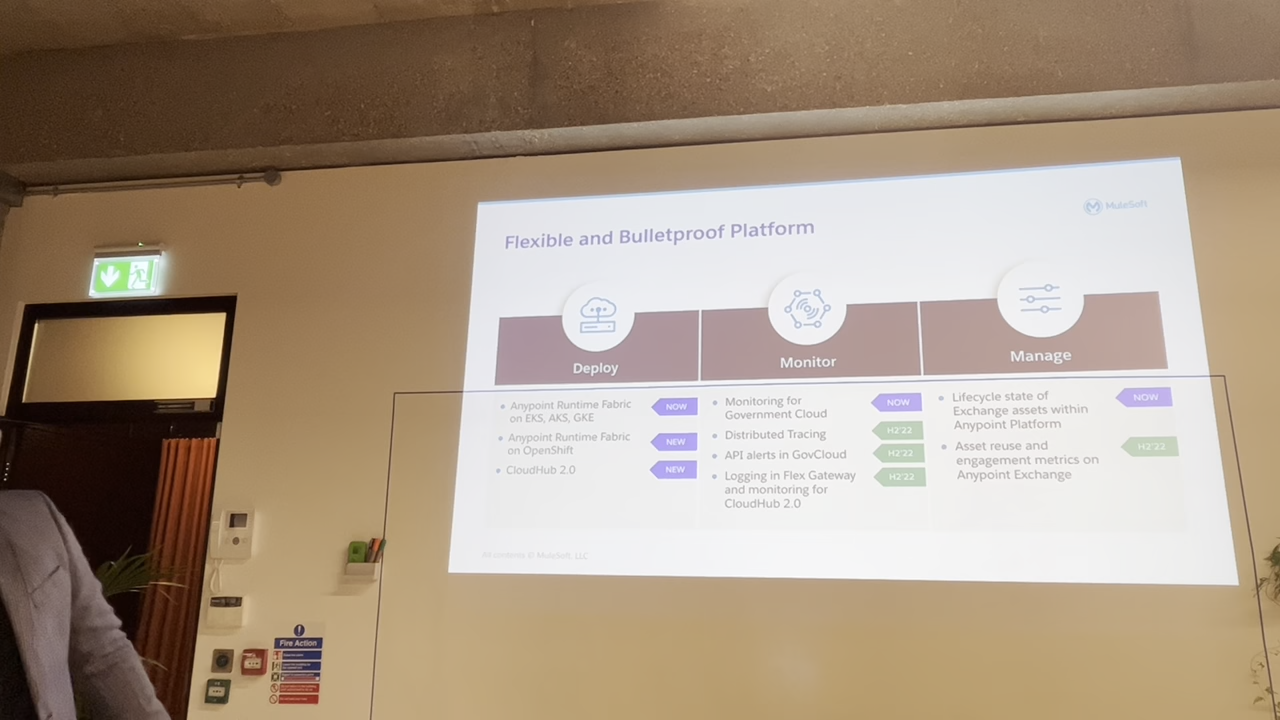 MuleSoft
Flexible and Bulletproof Platform
Deploy
Monitor
Manage
• Anypoint Runtime Fabric
on EKS, AKS, GKE
NOW
• Anypoint Runtime Fabric
on OpenShift
NEW
• CloudHub 2.0
NEW
• Monitoring for
Government Cloud
NOW
• Distributed Tracing
H2'22
• API alerts in GovCloud
H2'22
• Logging in Flex Gateway
and monitoring for
CloudHub 2.0
H2'22
• Lifecycle state of
Exchange assets within
Anypoint Platform
NOW
• Asset reuse and
engagement metrics on
Anypoint Exchange
H2'22
All contents © MuleSoft, LLC
Fire Action